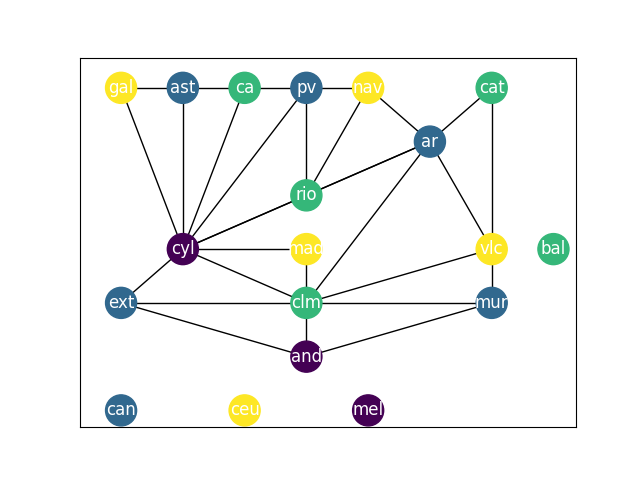 gal ast ca pv nav cat
ar
rio
cyl mad vlc bal
ext clm mur
and
can ceu mel